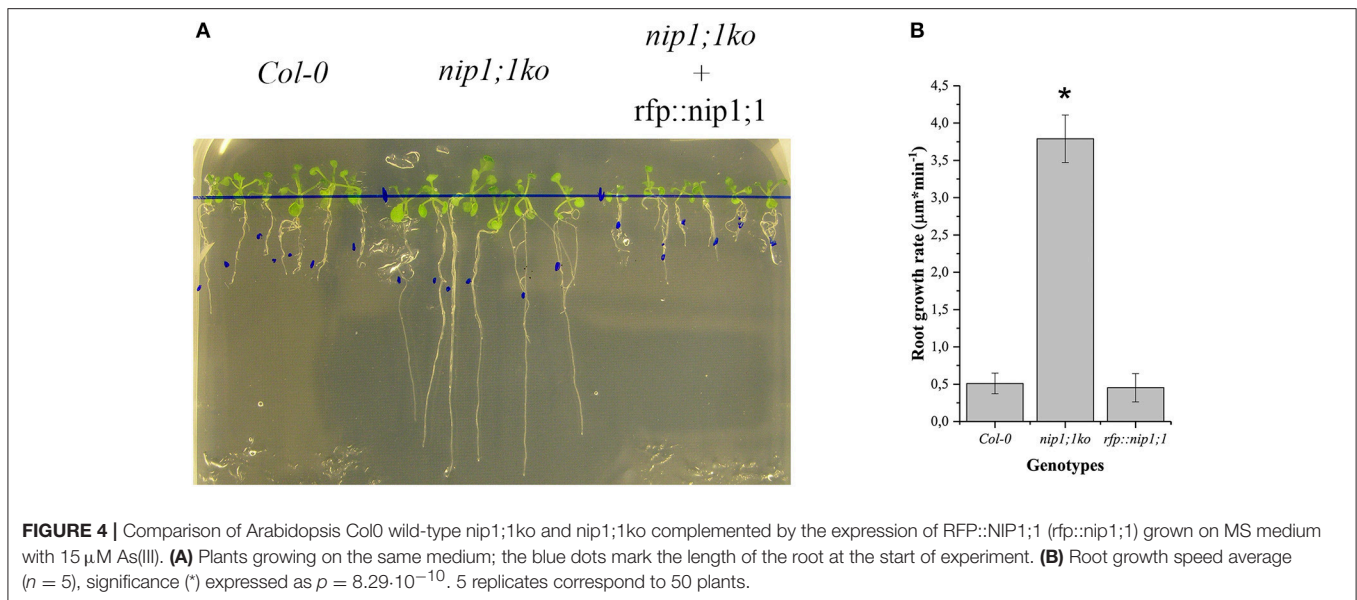 A
Col-0
nip1;1ko
nip1;1ko
+
rfp::nip1;1
B
4,5
4,0
3,5
3,0
2,5
2,0
1,5
1,0
0,5
0,0
Root growth rate (µm*min⁻¹)
*
Col-0 nip1;1ko rfp::nip1;1
Genotypes
FIGURE 4 | Comparison of Arabidopsis Col0 wild-type nip1;1ko and nip1;1ko complemented by the expression of RFP::NIP1;1 (rfp::nip1;1) grown on MS medium
with 15 µM As(III). (A) Plants growing on the same medium; the blue dots mark the length of the root at the start of experiment. (B) Root growth speed average
(n = 5), significance (*) expressed as p = 8.29·10⁻¹⁰. 5 replicates correspond to 50 plants.